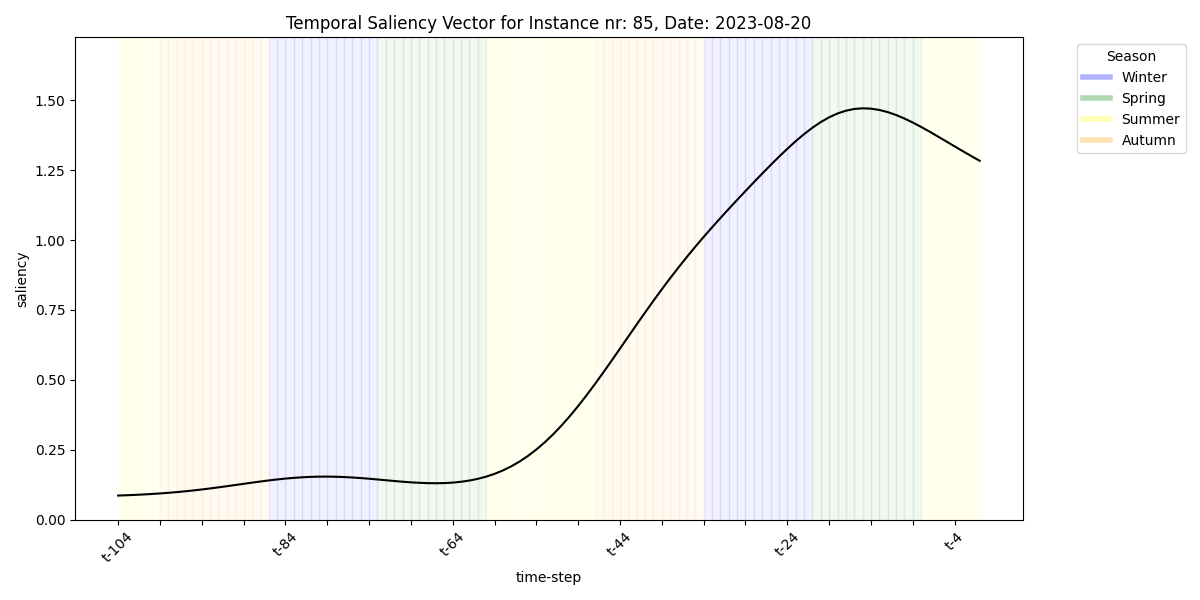 Temporal Saliency Vector for Instance nr: 85, Date: 2023-08-20
Season
Winter
Spring
Summer
Autumn
1.50
1.25
1.00
0.75
0.50
0.25
0.00
saliency
t-104
t-84
t-64
t-44
t-24
t-4
time-step